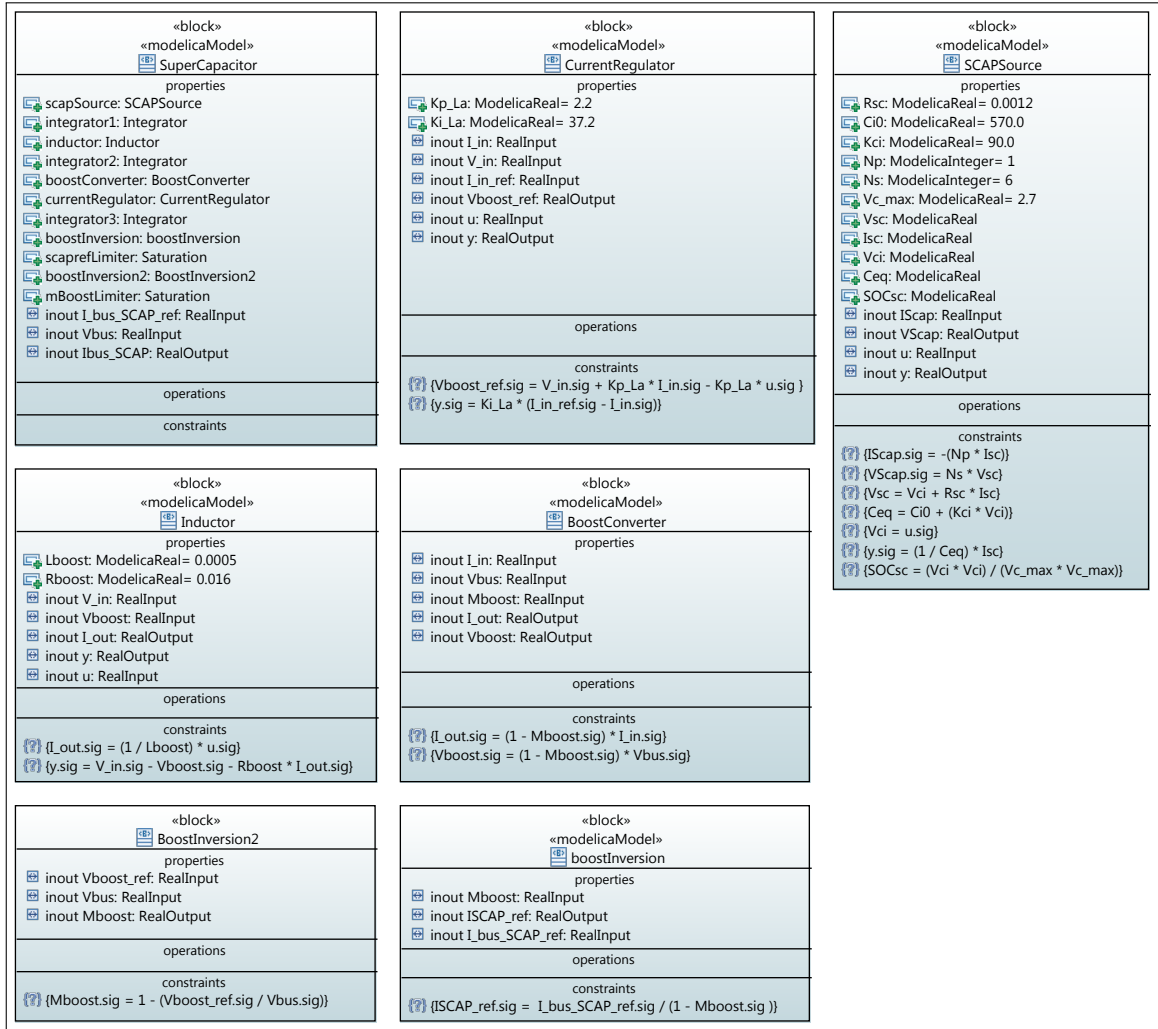 «block»
«modelicaModel»
SuperCapacitor
properties
scapSource: SCAPSource
integrator1: Integrator
inductor: Inductor
integrator2: Integrator
boostConverter: BoostConverter
currentRegulator: CurrentRegulator
integrator3: Integrator
boostInversion: boostInversion
scaprefLimiter: Saturation
boostInversion2: BoostInversion2
mBoostLimiter: Saturation
inout I_bus_SCAP_ref: RealInput
inout Vbus: RealInput
inout Ibus_SCAP: RealOutput
operations
constraints
«block»
«modelicaModel»
CurrentRegulator
properties
Kp_La: ModelicaReal= 2.2
Ki_La: ModelicaReal= 37.2
inout I_in: RealInput
inout V_in: RealInput
inout I_in_ref: RealInput
inout Vboost_ref: RealOutput
inout u: RealInput
inout y: RealOutput
operations
constraints
{Vboost_ref.sig = V_in.sig + Kp_La * I_in.sig - Kp_La * u.sig }
{y.sig = Ki_La * (I_in_ref.sig - I_in.sig)}
«block»
«modelicaModel»
SCAPSource
properties
Rsc: ModelicaReal= 0.0012
Ci0: ModelicaReal= 570.0
Kci: ModelicaReal= 90.0
Np: ModelicaInteger= 1
Ns: ModelicaInteger= 6
Vc_max: ModelicaReal= 2.7
Vsc: ModelicaReal
Isc: ModelicaReal
Vci: ModelicaReal
Ceq: ModelicaReal
SOCsc: ModelicaReal
inout IScap: RealInput
inout VScap: RealOutput
inout u: RealInput
inout y: RealOutput
operations
constraints
{IScap.sig = -(Np * Isc)}
{VScap.sig = Ns * Vsc}
{Vsc = Vci + Rsc * Isc}
{Ceq = Ci0 + (Kci * Vci)}
{Vci = u.sig}
{y.sig = (1 / Ceq) * Isc}
{SOCsc = (Vci * Vci) / (Vc_max * Vc_max)}
«block»
«modelicaModel»
Inductor
properties
Lboost: ModelicaReal= 0.0005
Rboost: ModelicaReal= 0.016
inout V_in: RealInput
inout Vboost: RealInput
inout I_out: RealOutput
inout y: RealOutput
inout u: RealInput
operations
constraints
{I_out.sig = (1 / Lboost) * u.sig}
{y.sig = V_in.sig - Vboost.sig - Rboost * I_out.sig}
«block»
«modelicaModel»
BoostConverter
properties
inout I_in: RealInput
inout Vbus: RealInput
inout Mboost: RealInput
inout I_out: RealOutput
inout Vboost: RealOutput
operations
constraints
{I_out.sig = (1 - Mboost.sig) * I_in.sig}
{Vboost.sig = (1 - Mboost.sig) * Vbus.sig}
«block»
BoostInversion2
properties
inout Vboost_ref: RealInput
inout Vbus: RealInput
inout Mboost: RealOutput
operations
constraints
{Mboost.sig = 1 - (Vboost_ref.sig / Vbus.sig)}
«block»
«modelicaModel»
boostInversion
properties
inout Mboost: RealInput
inout ISCAP_ref: RealOutput
inout I_bus_SCAP_ref: RealInput
operations
constraints
{ISCAP_ref.sig = I_bus_SCAP_ref.sig / (1 - Mboost.sig )}